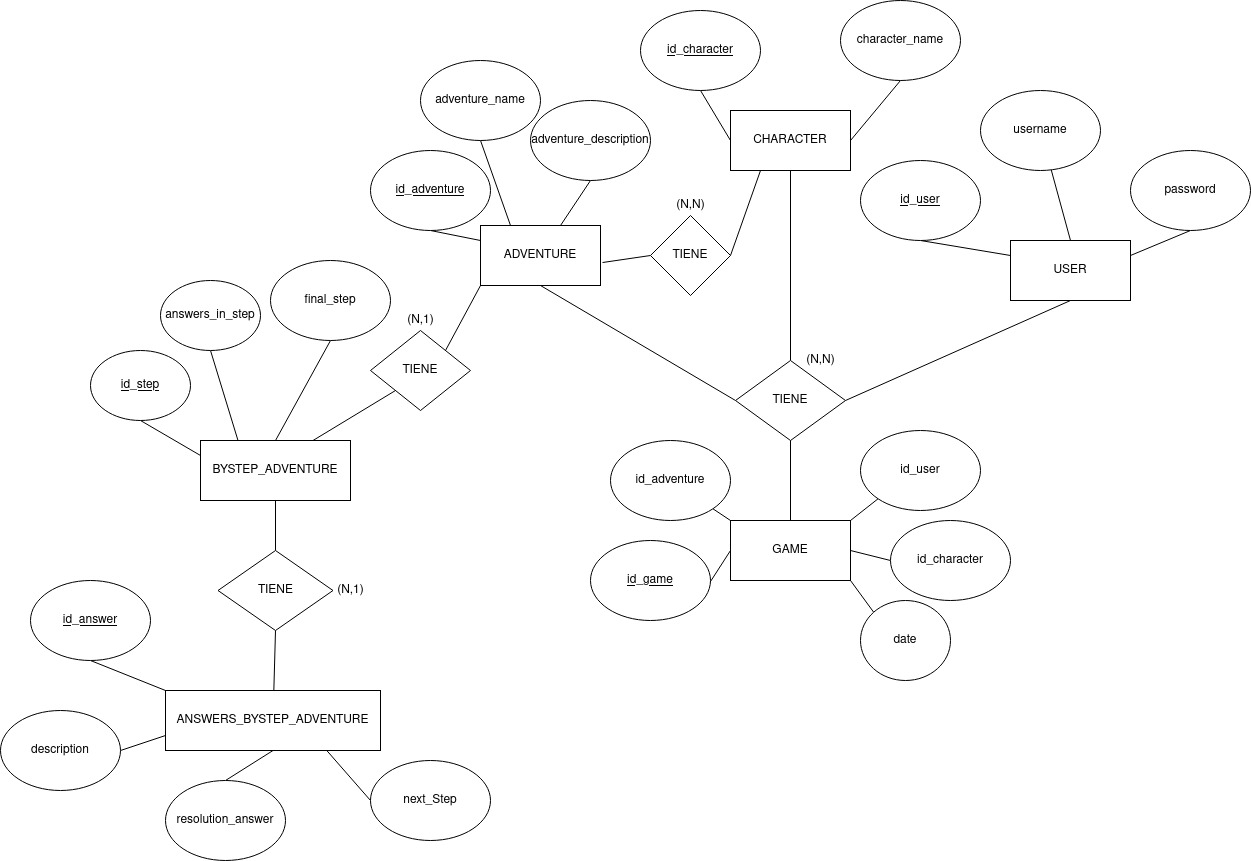 character_name
id_character
adventure_name
username
adventure_description
CHARACTER
id_adventure
id_user
password
(N,N)
ADVENTURE
TIENE
USER
final_step
answers_in_step
(N,1)
TIENE
(N,N)
id_step
TIENE
BYSTEP_ADVENTURE
id_adventure
id_user
GAME
id_character
id_game
TIENE
(N,1)
id_answer
date
ANSWERS_BYSTEP_ADVENTURE
description
next_Step
resolution_answer